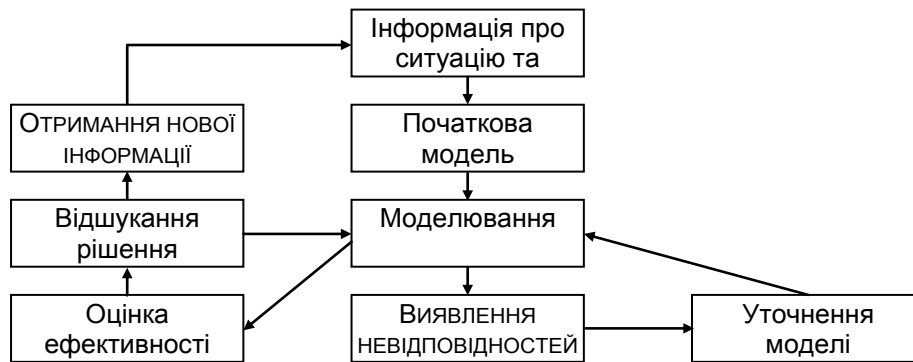 Інформація про
ситуацію та
ОТРИМАННЯ НОВОЇ
ІНФОРМАЦІЇ
Початкова
модель
Відшукання
рішення
Моделювання
Оцінка
ефективності
ВИЯВЛЕННЯ
НЕВІДПОВІДНОСТЕЙ
Уточнення
моделі